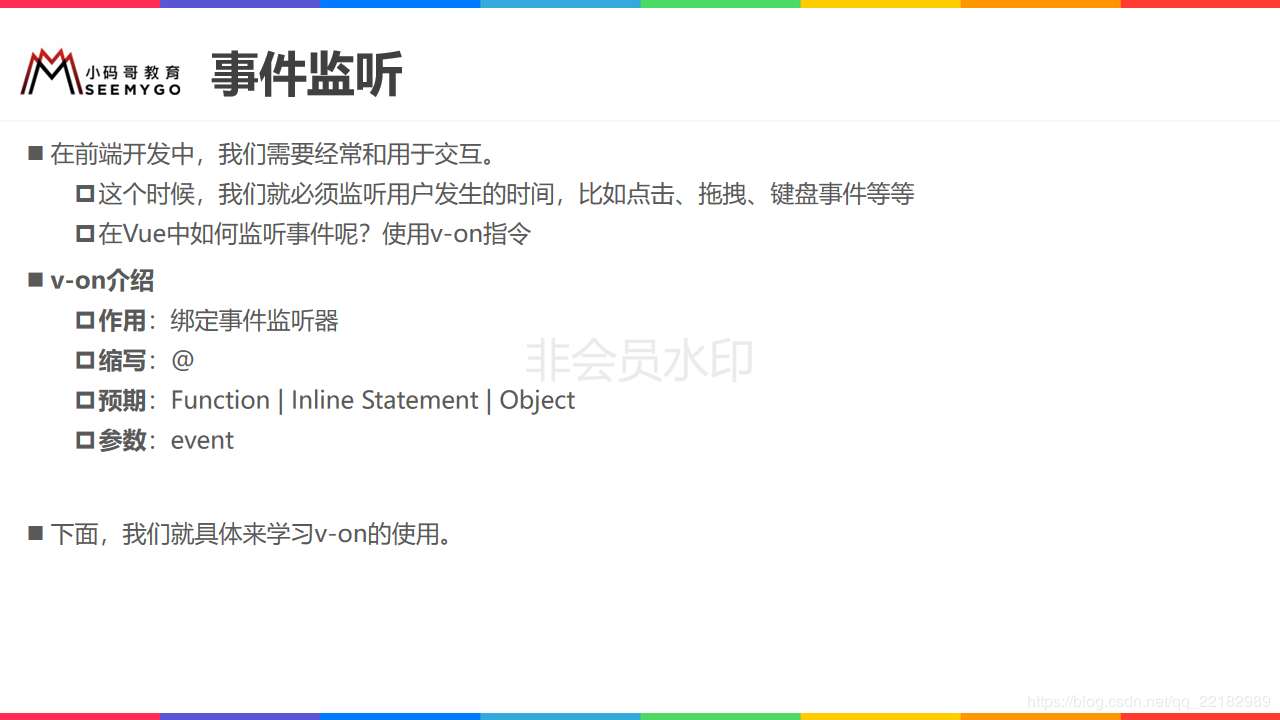 小码哥教育
SEEMYGO
事件监听
在前端开发中，我们需要经常和用于交互。
这个时候，我们就必须监听用户发生的时间，比如点击、拖拽、键盘事件等等
在Vue中如何监听事件呢？使用v-on指令
v-on介绍
作用：绑定事件监听器
缩写：@
预期：Function | Inline Statement | Object
参数：event
非会员水印
下面，我们就具体来学习v-on的使用。
https://blog.csdn.net/qq_22182989